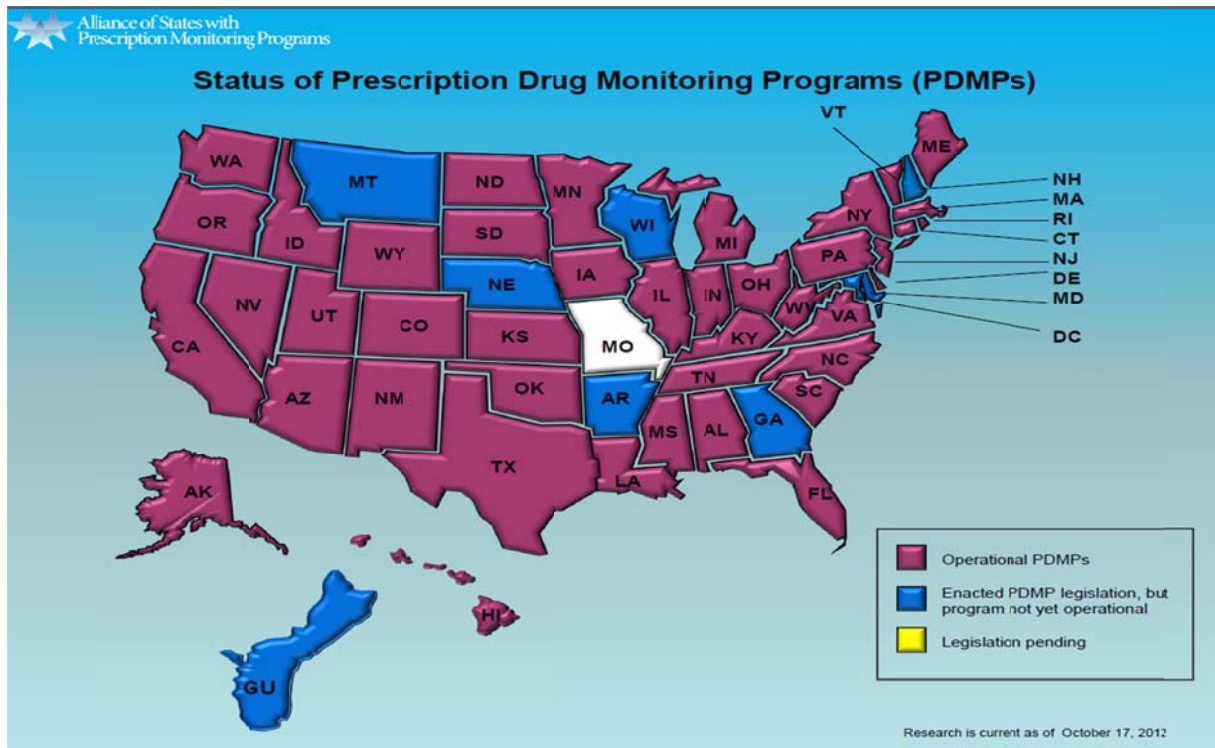 Alliance of States with
Prescription Monitoring Programs
Status of Prescription Drug Monitoring Programs (PDMPs)
VT
ME
WA
MT
ND
MN
NH
MA
OR
ID
WY
SD
WI
MI
NY
RI
CT
PA
NJ
DE
MD
DC
NV
UT
CO
NE
IA
IL
IN
OH
WV
VA
CA
KS
MO
KY
NC
AZ
NM
OK
AR
TN
SC
MS
AL
GA
TX
LA
FL
AK
HI
GU
Operational PDMPs
Enacted PDMP legislation, but
program not yet operational
Legislation pending
Research is current as of October 17, 2012